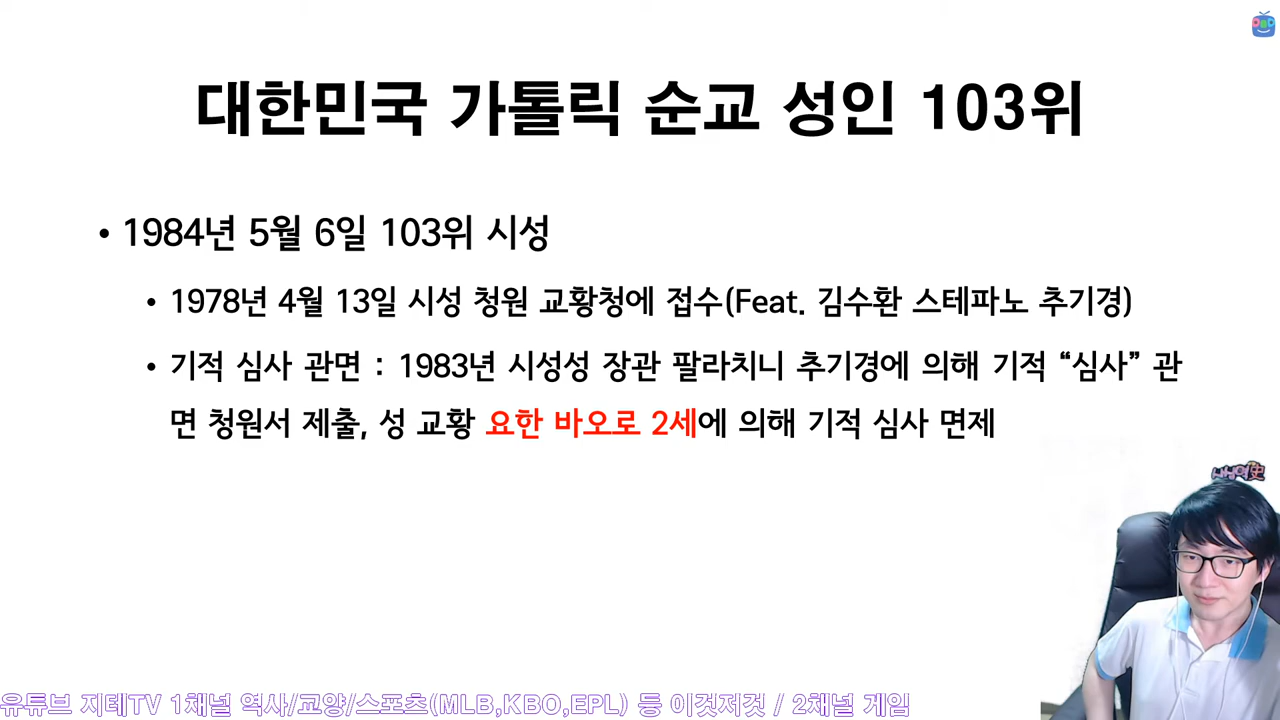 대한민국 가톨릭 순교 성인 103위
• 1984년 5월 6일 103위 시성
• 1978년 4월 13일 시성 청원 교황청에 접수(Feat. 김수환 스테파노 추기경)
• 기적 심사 관면 : 1983년 시성성 장관 팔라치니 추기경에 의해 기적 “심사” 관
면 청원서 제출, 성 교황 요한 바오로 2세에 의해 기적 심사 면제
유튜브 지테TV 1채널 역사/교양/스포츠(MLB,KBO,EPL) 등 이것저것 / 2채널 게임